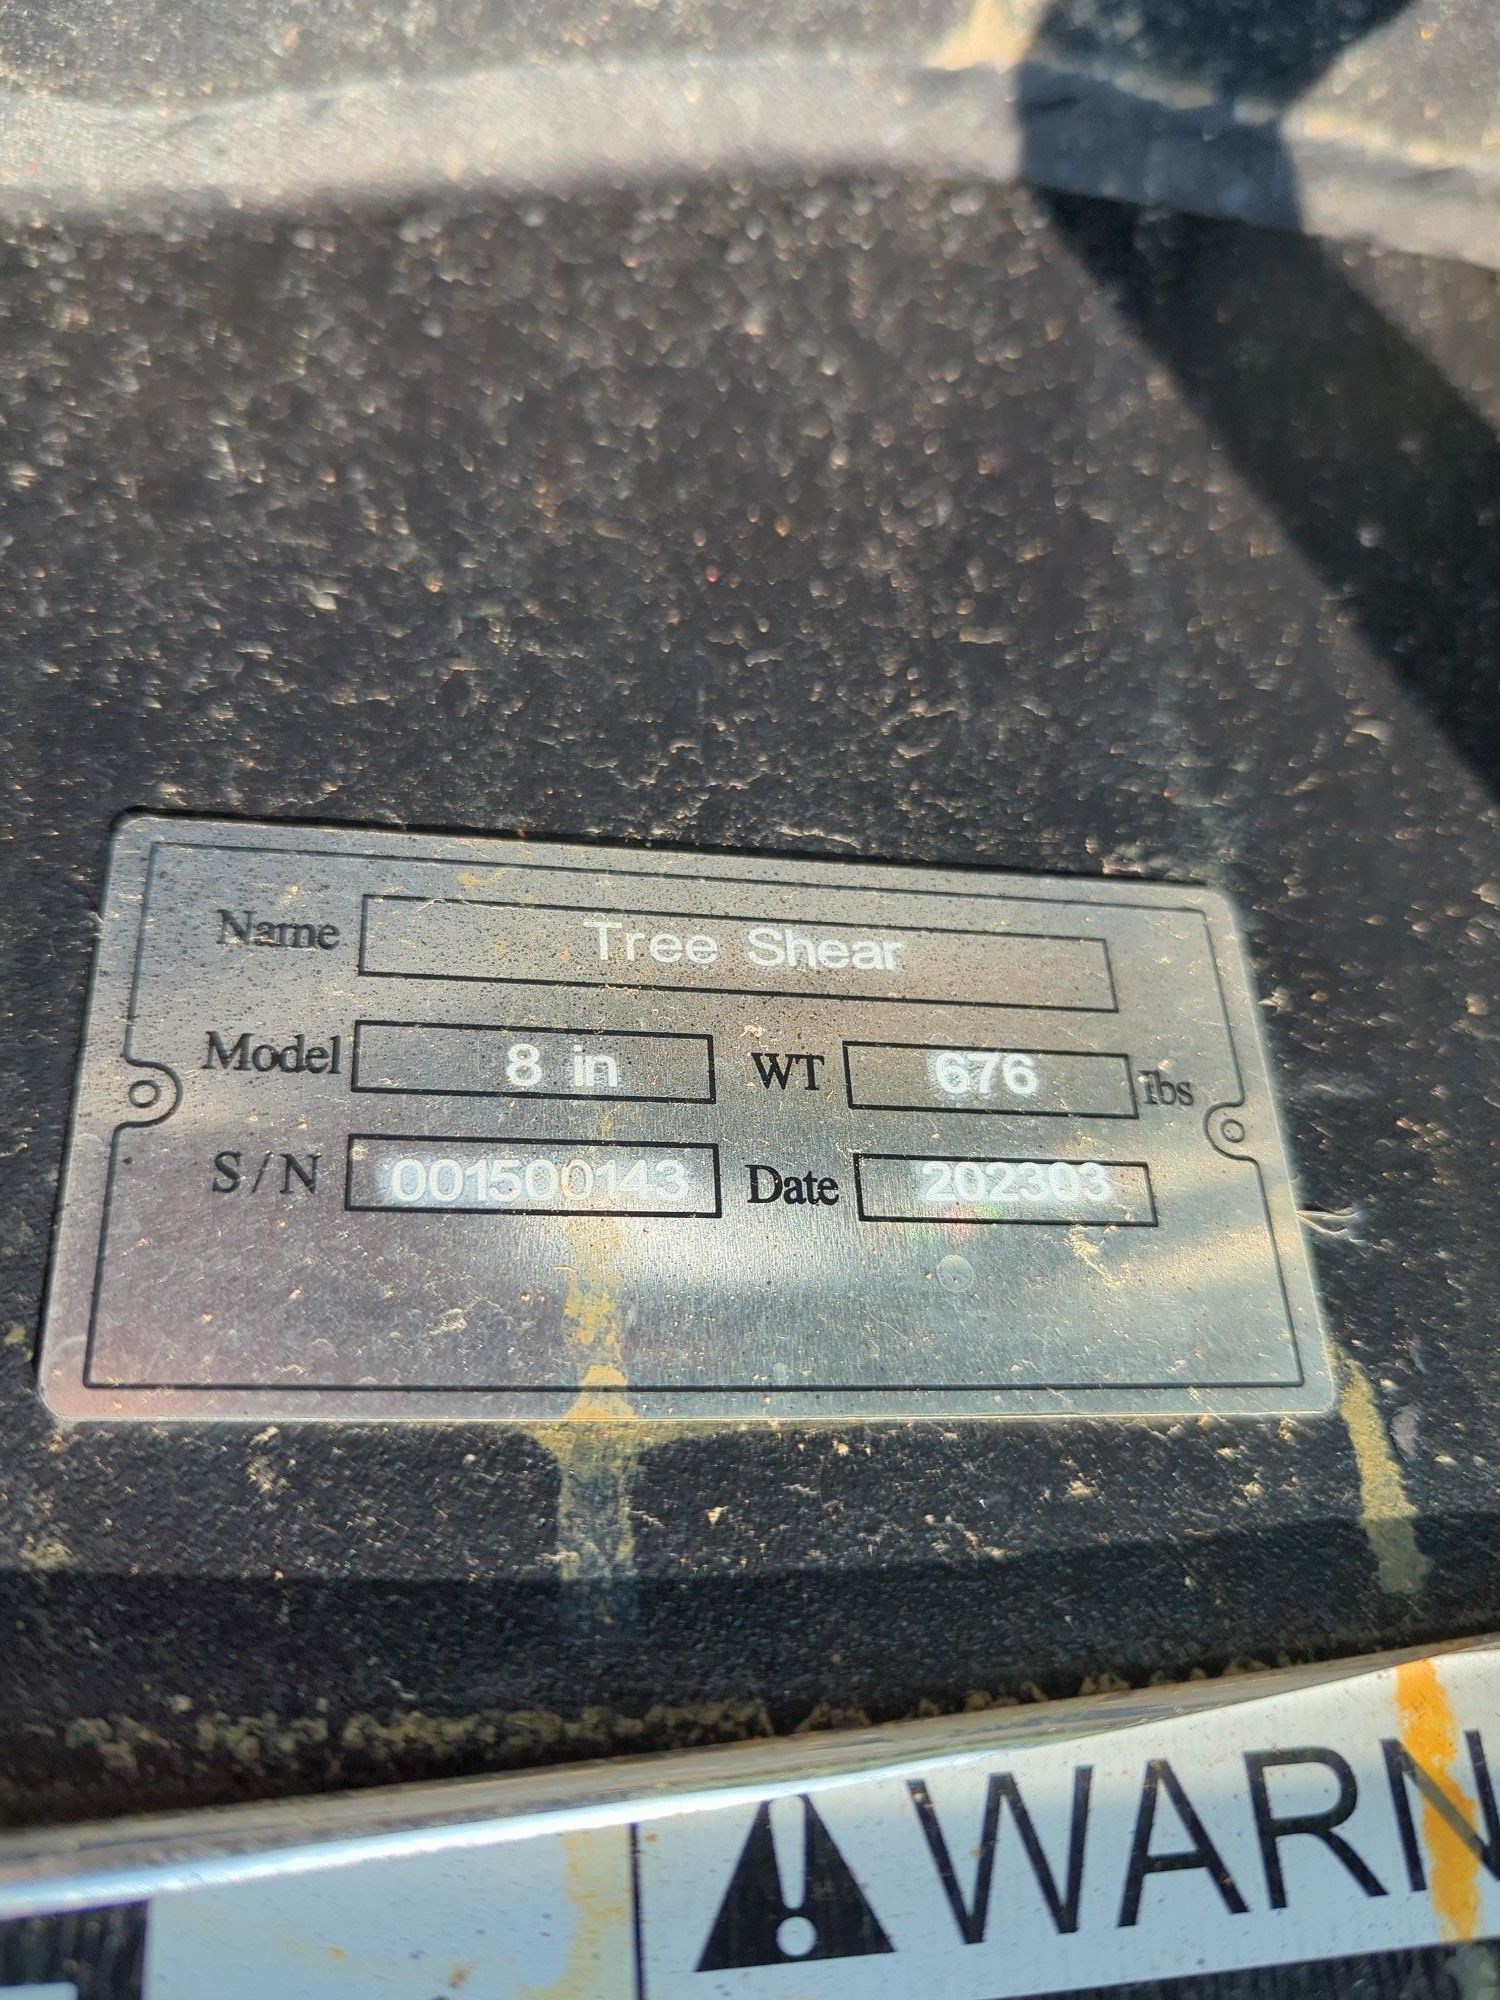 Name Tree Shear
Model 8 in WT 676 lbs
S/N 001500143 Date 202303
WARN